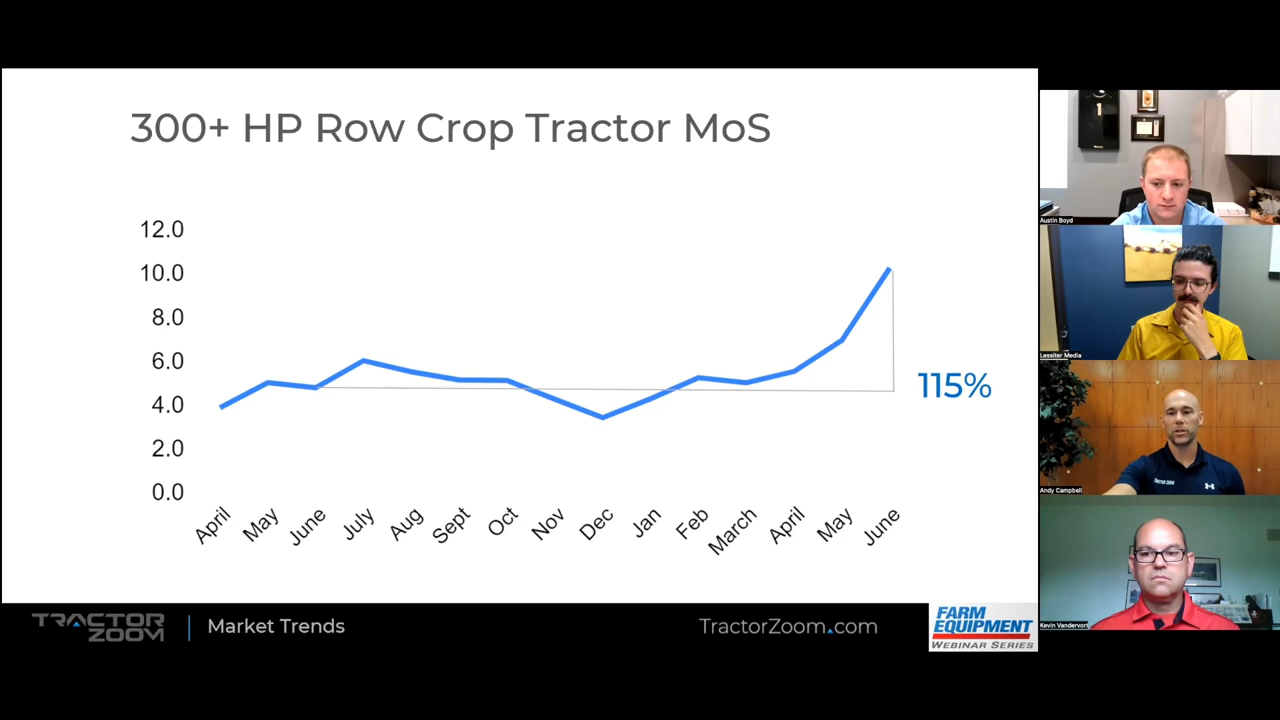 300+ HP Row Crop Tractor MoS
12.0
10.0
8.0
6.0
4.0
2.0
0.0
115%
April
May
June
July
Aug
Sept
Oct
Nov
Dec
Jan
Feb
March
April
May
June
TRACTOR
ZOOM
Market Trends
TractorZoom.com
FARM
EQUIPMENT
WEBINAR SERIES
Austin Boyd
Lessiter Media
Andy Campbell
TRACTOR ZOOM
Kevin Vandervort